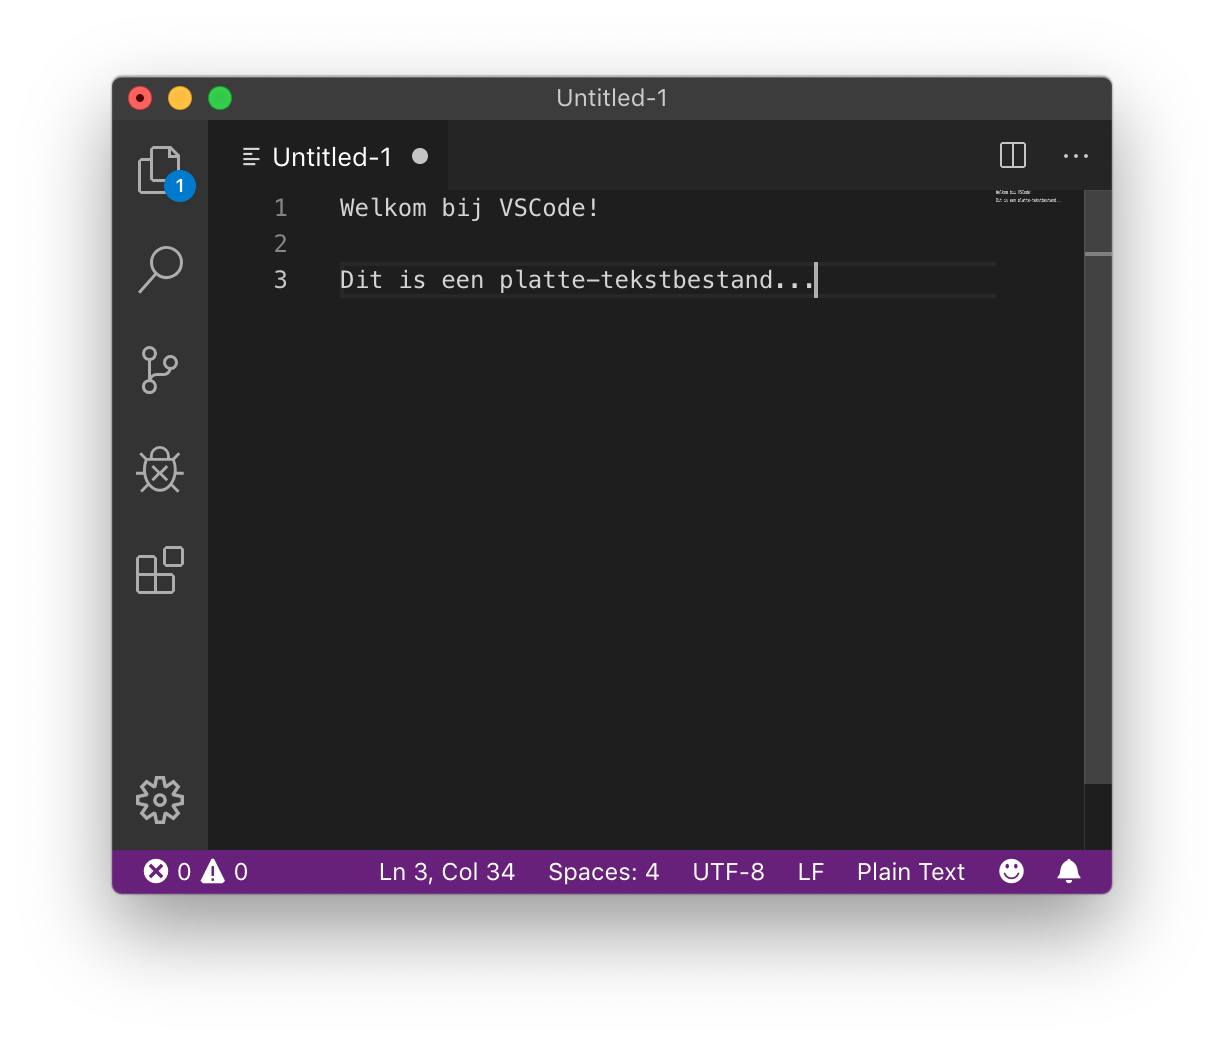 Untitled-1
Untitled-1
1
1 Welkom bij VSCode!
2
3 Dit is een platte-tekstbestand...
Welkom bij VSCode!
Dit is een platte-tekstbestand...
0 0 Ln 3, Col 34 Spaces: 4 UTF-8 LF Plain Text